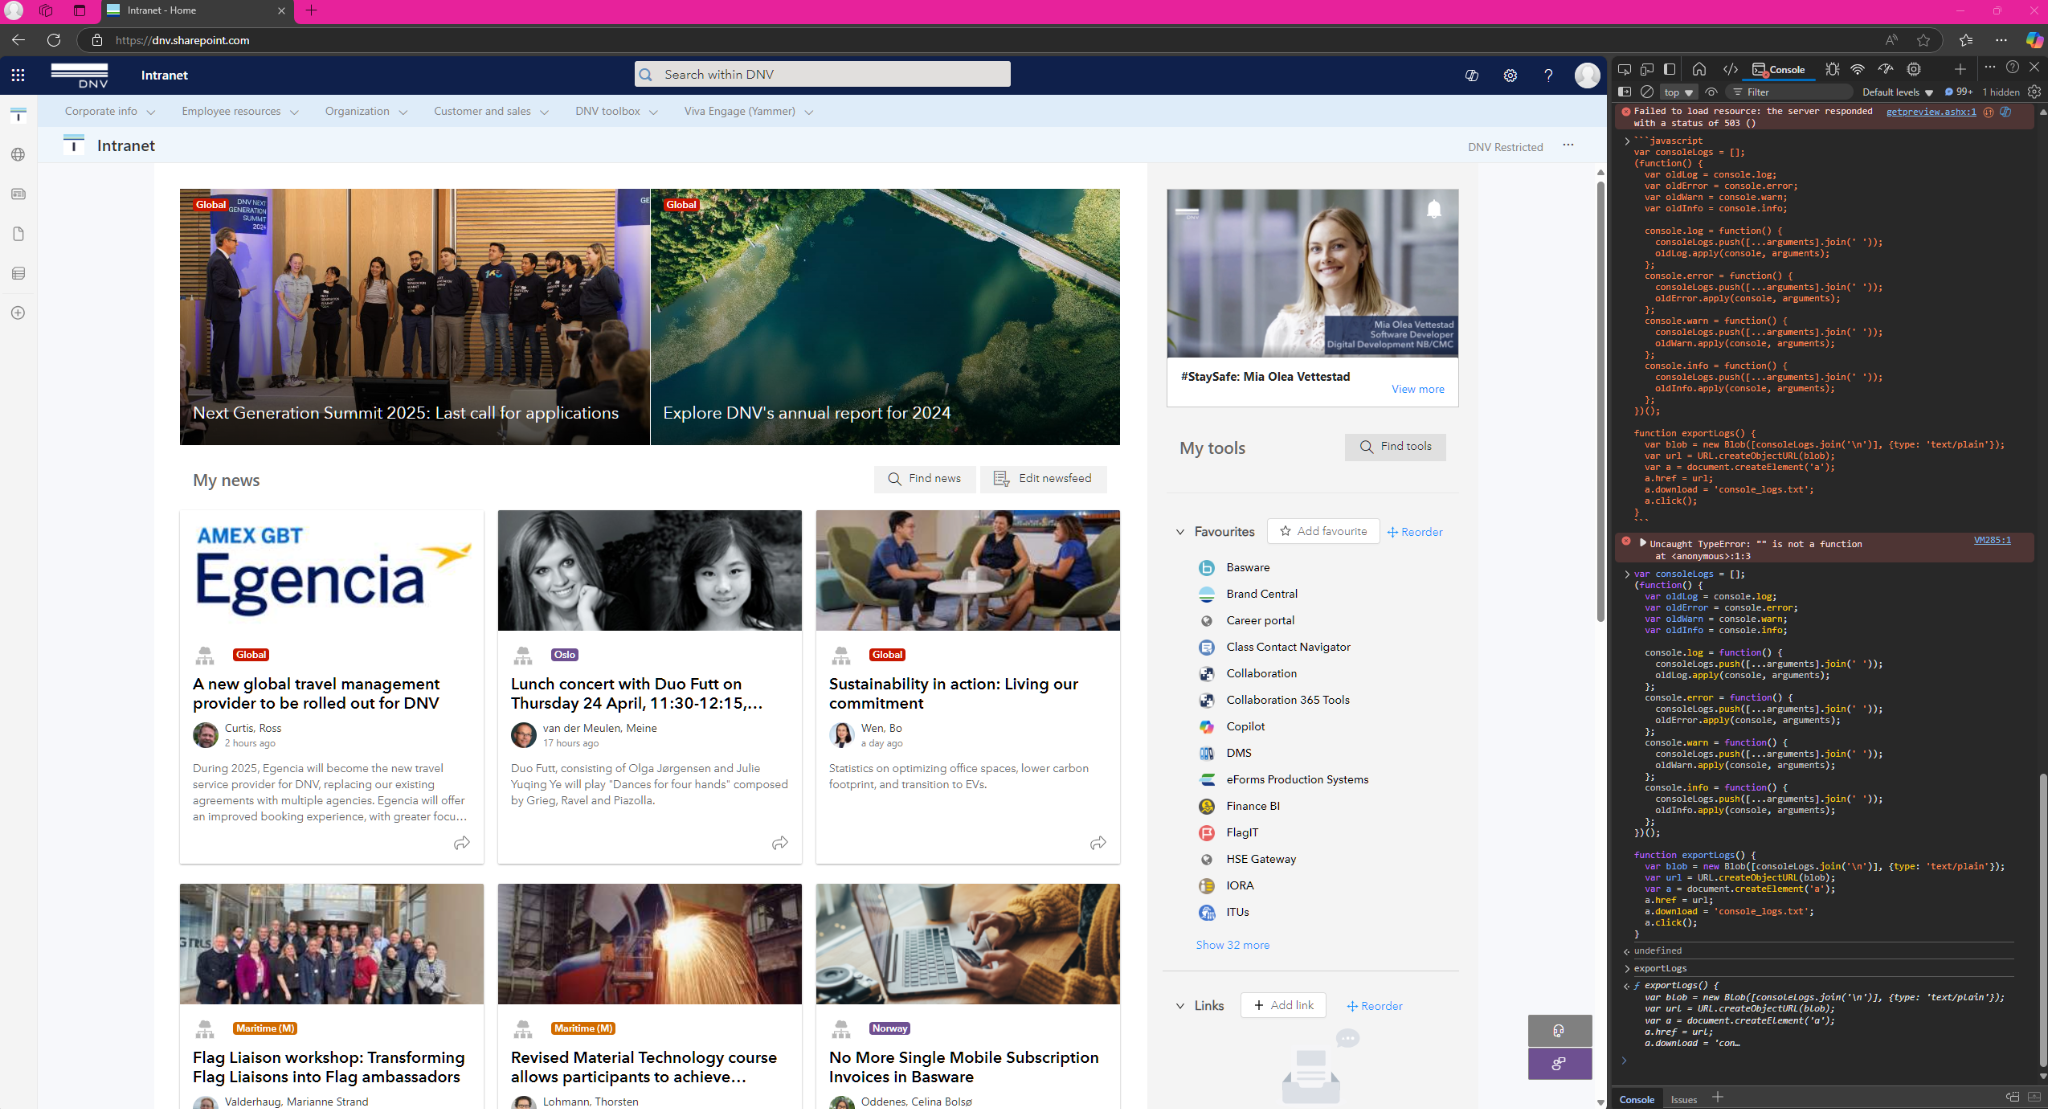 Intranet - Home
https://dnv.sharepoint.com
DNV
Intranet
Search within DNV
Corporate info
Employee resources
Organization
Customer and sales
DNV toolbox
Viva Engage (Yammer)
Intranet
DNV Restricted
Global
DNV NEXT
GENERATION
SUMMIT
Next Generation Summit 2025: Last call for applications
Global
Explore DNV's annual report for 2024
Mia Olea Vettestad
Software Developer
Digital Development NB/CMC
#StaySafe: Mia Olea Vettestad
View more
My news
Find news
Edit newsfeed
AMEX GBT
Egencia
Global
A new global travel management
provider to be rolled out for DNV
Curtis, Ross
2 hours ago
During 2025, Egencia will become the new travel
service provider for DNV, replacing our existing
agreements with multiple agencies. Egencia will offer
an improved booking experience, with greater focu...
Oslo
Lunch concert with Duo Futt on
Thursday 24 April, 11:30-12:15,...
van der Meulen, Meine
17 hours ago
Duo Futt, consisting of Olga Jørgensen and Julie
Yuqing Ye will play "Dances for four hands" composed
by Grieg, Ravel and Piazolla.
Global
Sustainability in action: Living our
commitment
Wen, Bo
a day ago
Statistics on optimizing office spaces, lower carbon
footprint, and transition to EVs.
Maritime (M)
Flag Liaison workshop: Transforming
Flag Liaisons into Flag ambassadors
Valderhaug, Marianne Strand
Maritime (M)
Revised Material Technology course
allows participants to achieve...
Lohmann, Thorsten
Norway
No More Single Mobile Subscription
Invoices in Basware
Oddenes, Celina Bolsø
My tools
Find tools
Favourites
Add favourite
Reorder
Basware
Brand Central
Career portal
Class Contact Navigator
Collaboration
Collaboration 365 Tools
Copilot
DMS
eForms Production Systems
Finance BI
FlagIT
HSE Gateway
IORA
ITUs
Show 32 more
Links
Add link
Reorder
Console
top
Filter
Default levels
99+
1 hidden
Failed to load resource: the server responded
with a status of 503 ()
getpreview.ashx:1
```javascript
var consoleLogs = [];
(function() {
var oldLog = console.log;
var oldError = console.error;
var oldWarn = console.warn;
var oldInfo = console.info;
console.log = function() {
consoleLogs.push([...arguments].join(' '));
oldLog.apply(console, arguments);
};
console.error = function() {
consoleLogs.push([...arguments].join(' '));
oldError.apply(console, arguments);
};
console.warn = function() {
consoleLogs.push([...arguments].join(' '));
oldWarn.apply(console, arguments);
};
console.info = function() {
consoleLogs.push([...arguments].join(' '));
oldInfo.apply(console, arguments);
};
})();
function exportLogs() {
var blob = new Blob([consoleLogs.join('\n')], {type: 'text/plain'});
var url = URL.createObjectURL(blob);
var a = document.createElement('a');
a.href = url;
a.download = 'console_logs.txt';
a.click();
}
```
Uncaught TypeError: "" is not a function
at <anonymous>:1:3
VM285:1
var consoleLogs = [];
(function() {
var oldLog = console.log;
var oldError = console.error;
var oldWarn = console.warn;
var oldInfo = console.info;
console.log = function() {
consoleLogs.push([...arguments].join(' '));
oldLog.apply(console, arguments);
};
console.error = function() {
consoleLogs.push([...arguments].join(' '));
oldError.apply(console, arguments);
};
console.warn = function() {
consoleLogs.push([...arguments].join(' '));
oldWarn.apply(console, arguments);
};
console.info = function() {
consoleLogs.push([...arguments].join(' '));
oldInfo.apply(console, arguments);
};
})();
function exportLogs() {
var blob = new Blob([consoleLogs.join('\n')], {type: 'text/plain'});
var url = URL.createObjectURL(blob);
var a = document.createElement('a');
a.href = url;
a.download = 'console_logs.txt';
a.click();
}
undefined
exportLogs
ƒ exportLogs() {
var blob = new Blob([consoleLogs.join('\n')], {type: 'text/plain'});
var url = URL.createObjectURL(blob);
var a = document.createElement('a');
a.href = url;
a.download = 'con…
Console
Issues